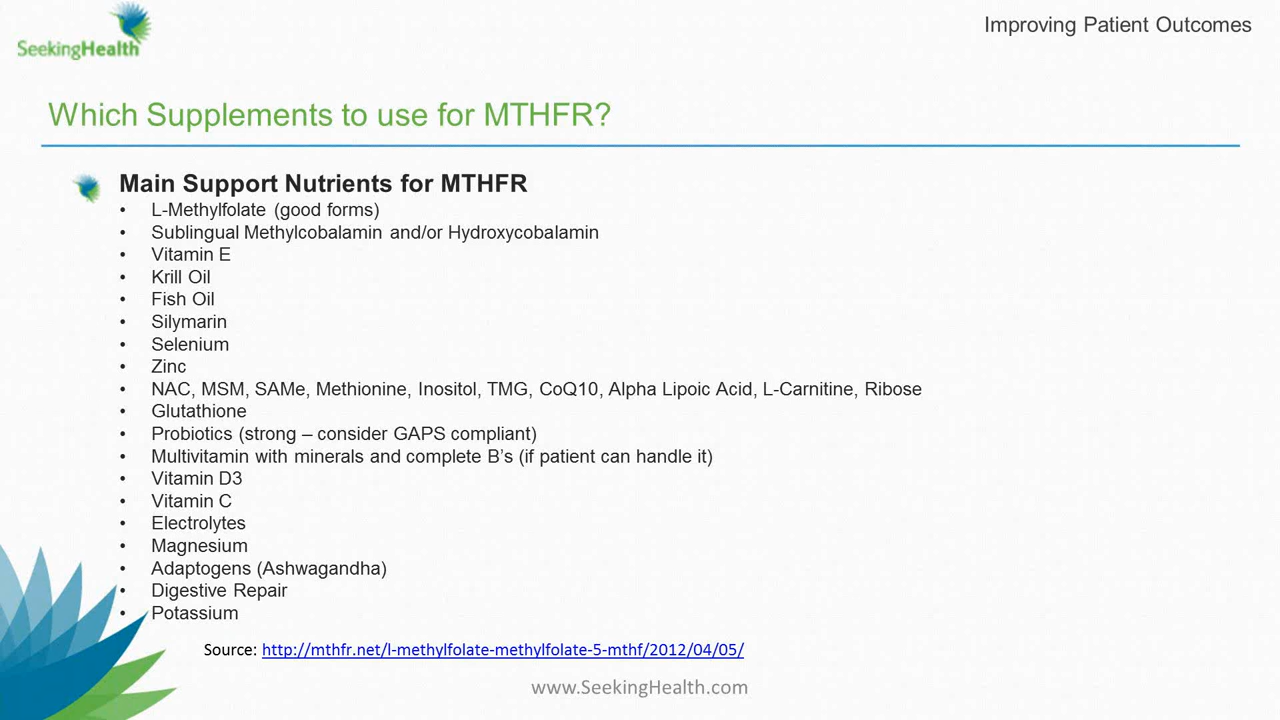 SeekingHealth
Improving Patient Outcomes
Which Supplements to use for MTHFR?
Main Support Nutrients for MTHFR
• L-Methylfolate (good forms)
• Sublingual Methylcobalamin and/or Hydroxycobalamin
• Vitamin E
• Krill Oil
• Fish Oil
• Silymarin
• Selenium
• Zinc
• NAC, MSM, SAMe, Methionine, Inositol, TMG, CoQ10, Alpha Lipoic Acid, L-Carnitine, Ribose
• Glutathione
• Probiotics (strong – consider GAPS compliant)
• Multivitamin with minerals and complete B’s (if patient can handle it)
• Vitamin D3
• Vitamin C
• Electrolytes
• Magnesium
• Adaptogens (Ashwagandha)
• Digestive Repair
• Potassium
Source: http://mthfr.net/l-methylfolate-methylfolate-5-mthf/2012/04/05/
www.SeekingHealth.com